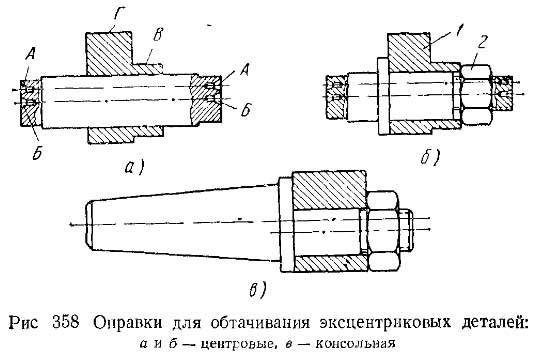 Г
В
А
А
Б
Б
1
2
а)
б)
в)
Рис 358 Оправки для обтачивания эксцентриковых деталей:
а и б — центровые, в — консольная